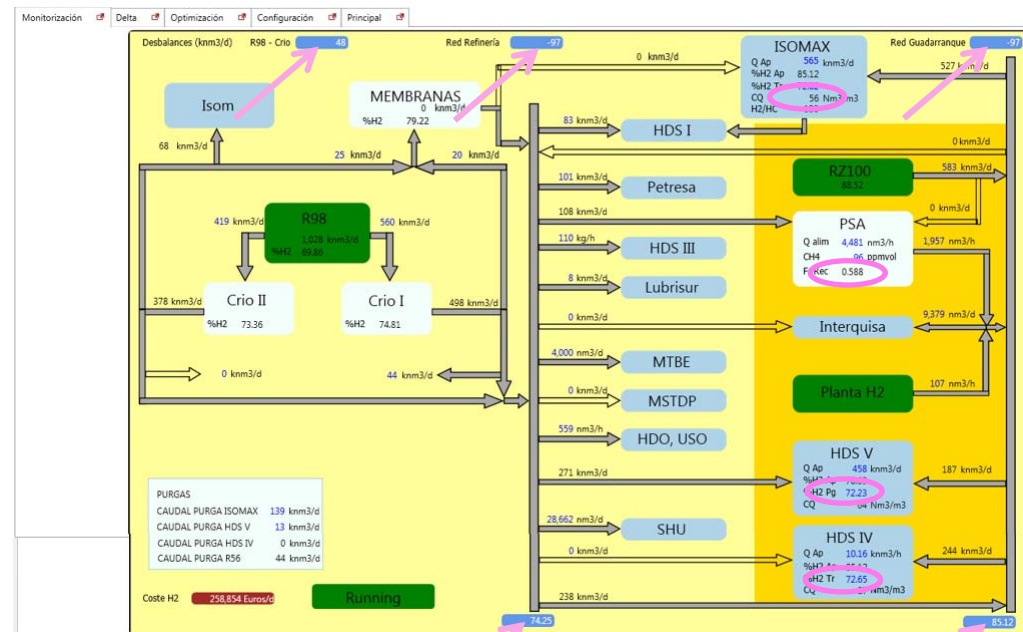 Monitorización Delta Optimización Configuración Principal
Desbalances (knm3/d) R98 - Crio 48 Red Refinería -97 Red Guadarranque -97
ISOMAX
Q Ap 565 knm3/d
%H2 Ap 85.12
%H2 Tr
CQ 56 Nm3/m3
H2/HC
0 knm3/d
527 knm3/d
Isom
MEMBRANAS
0 knm3/d
%H2 79.22
68 knm3/d
25 knm3/d
20 knm3/d
83 knm3/d
HDS I
0 knm3/d
RZ100
88.52
583 knm3/d
101 knm3/d
Petresa
0 knm3/d
108 knm3/d
PSA
Q alim 4,481 nm3/h
CH4 96 ppmvol
Rec 0.588
1,957 nm3/h
R98
1,028 knm3/d
%H2 69.86
419 knm3/d
560 knm3/d
110 kg/h
HDS III
8 knm3/d
Lubrisur
378 knm3/d
Crio II
%H2 73.36
Crio I
%H2 74.81
498 knm3/d
0 knm3/d
Interquisa
9,379 nm3/d
0 knm3/d
44 knm3/d
4,000 nm3/d
MTBE
Planta H2
107 nm3/h
0 knm3/d
MSTDP
559 nm3/h
HDO, USO
271 knm3/d
HDS V
Q Ap 458 knm3/d
%H2 Pg 72.23
CQ 64 Nm3/m3
187 knm3/d
PURGAS
CAUDAL PURGA ISOMAX 139 knm3/d
CAUDAL PURGA HDS V 13 knm3/d
CAUDAL PURGA HDS IV 0 knm3/d
CAUDAL PURGA R56 44 knm3/d
28,662 nm3/d
SHU
0 knm3/d
HDS IV
Q Ap 10.16 knm3/h
%H2 Tr 72.65
CQ Nm3/m3
244 knm3/d
Coste H2 258,854 Euros/d
Running
238 knm3/d
74.25
85.12